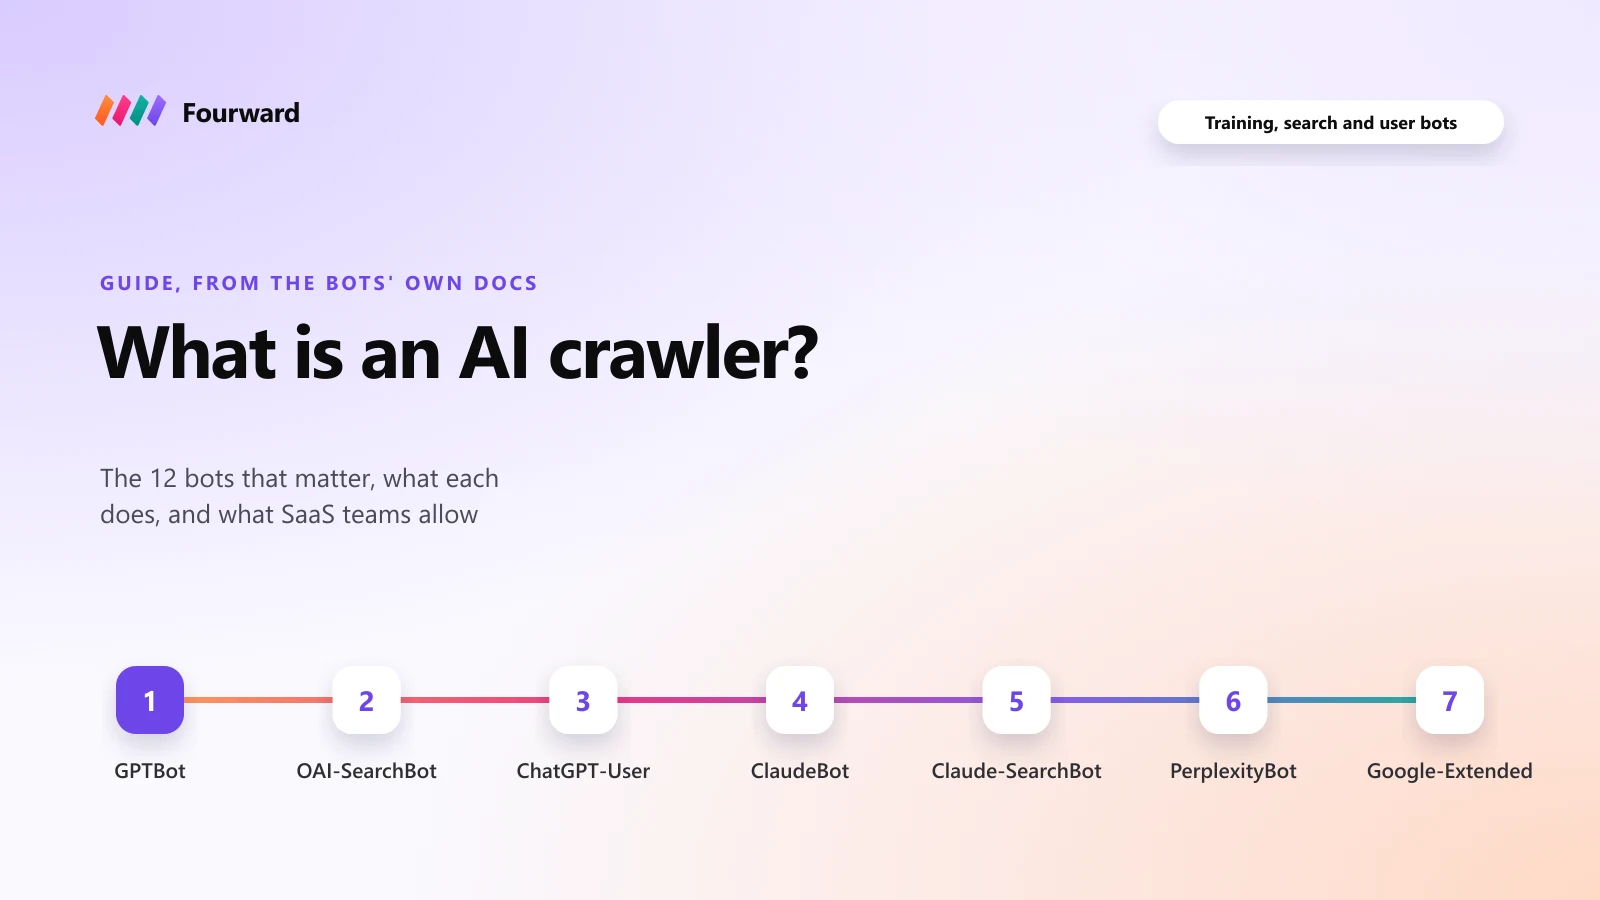 Fourward
Training, search and user bots
GUIDE, FROM THE BOTS' OWN DOCS
What is an AI crawler?
The 12 bots that matter, what each
does, and what SaaS teams allow
1
2
3
4
5
6
7
GPTBot
OAI-SearchBot
ChatGPT-User
ClaudeBot
Claude-SearchBot
PerplexityBot
Google-Extended